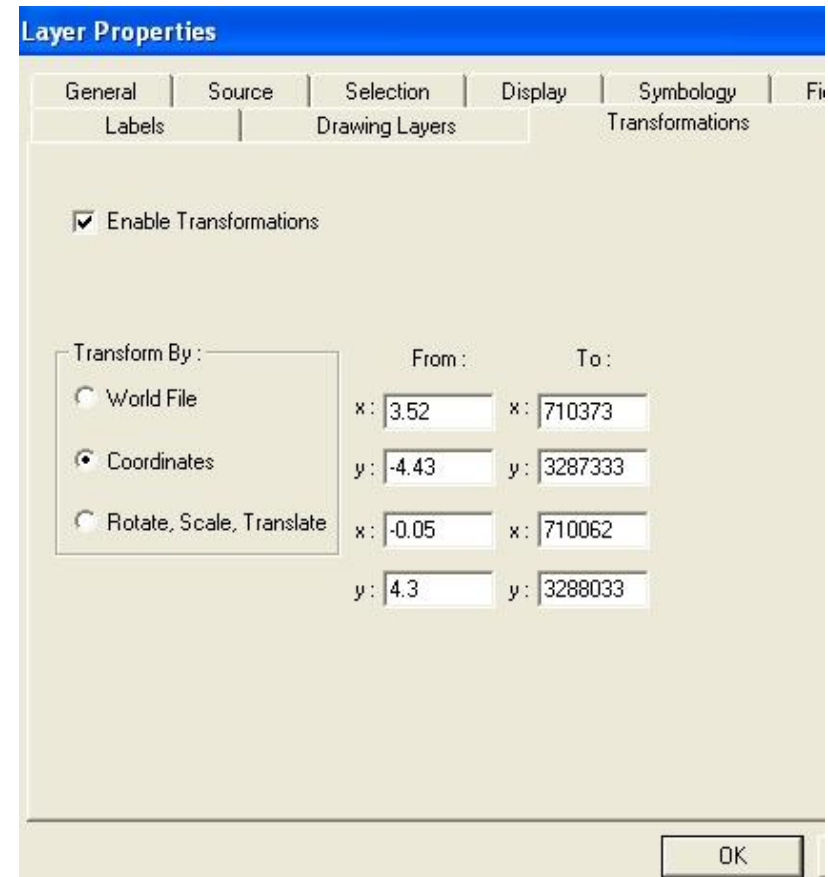 Layer Properties
General Source Selection Display Symbology
Labels Drawing Layers Transformations
Enable Transformations
Transform By : From : To :
World File
x : 3.52 x : 710373
Coordinates
y : -4.43 y : 3287333
Rotate, Scale, Translate
x : -0.05 x : 710062
y : 4.3 y : 3288033
OK